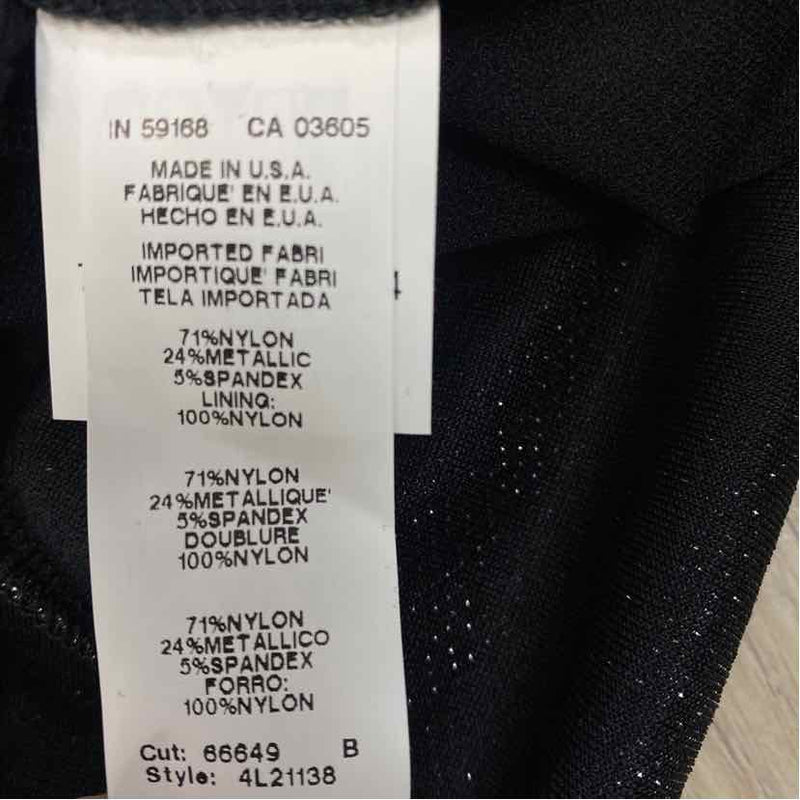 IN 59168 CA 03605
MADE IN U.S.A.
FABRIQUE' EN E.U.A.
HECHO EN E.U.A.
IMPORTED FABRI
IMPORTIQUE' FABRI
TELA IMPORTADA
4
71%NYLON
24%METALLIC
5%SPANDEX
LINING:
100%NYLON
71%NYLON
24%METALLIQUE'
5%SPANDEX
DOUBLURE
100%NYLON
71%NYLON
24%METALLICO
5%SPANDEX
FORRO:
100%NYLON
Cut: 66649 B
Style: 4L21138